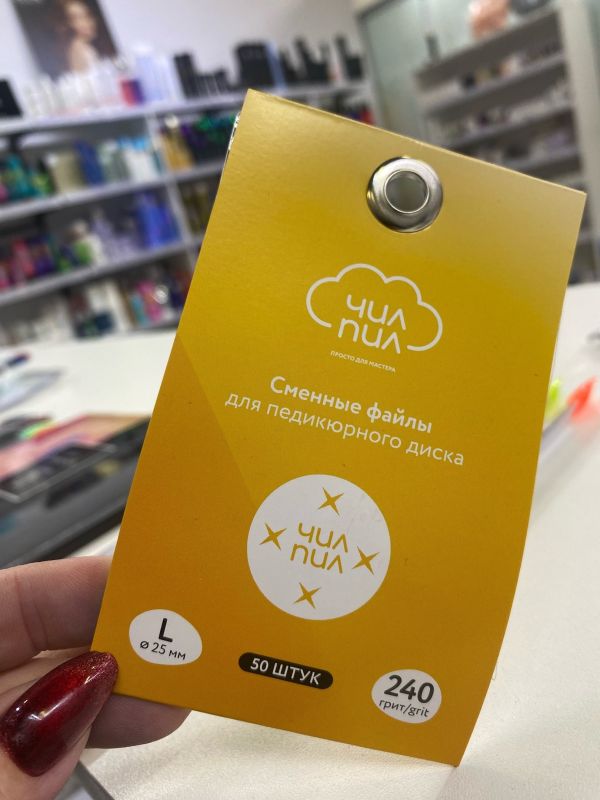 чил
пил
ПРОСТО ДЛЯ МАСТЕРА
Сменные файлы
для педикюрного диска
чил
пил
L
⌀ 25 мм
50 ШТУК
240
грит/grit